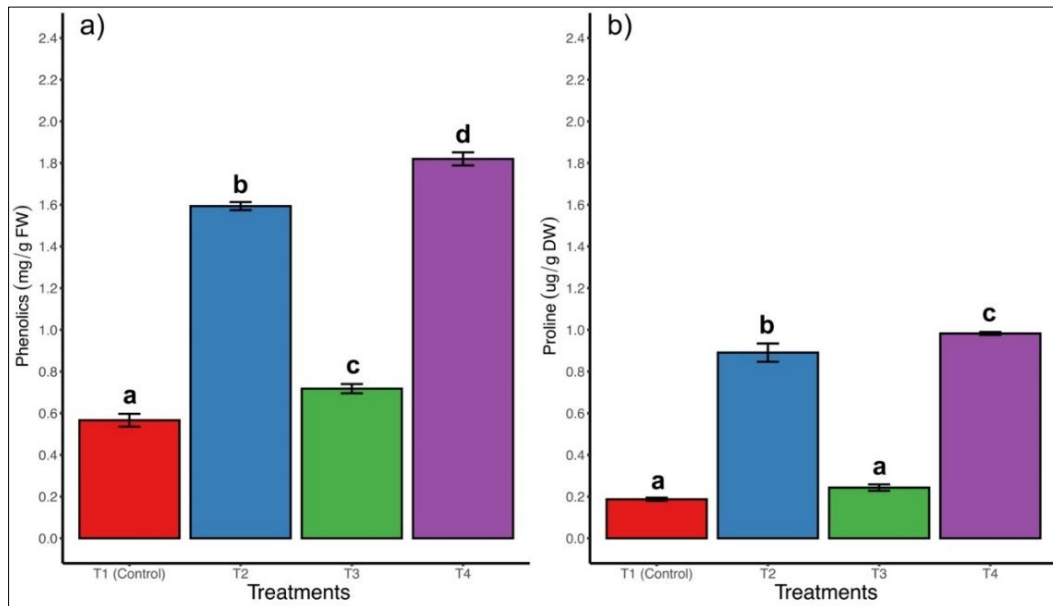 a)
Phenolics (mg/g FW)
2.4
2.2
2.0
1.8
1.6
1.4
1.2
1.0
0.8
0.6
0.4
0.2
0.0
a
b
c
d
T1 (Control) T2 T3 T4
Treatments
b)
Proline (ug/g DW)
2.4
2.2
2.0
1.8
1.6
1.4
1.2
1.0
0.8
0.6
0.4
0.2
0.0
a
b
a
c
T1 (Control) T2 T3 T4
Treatments